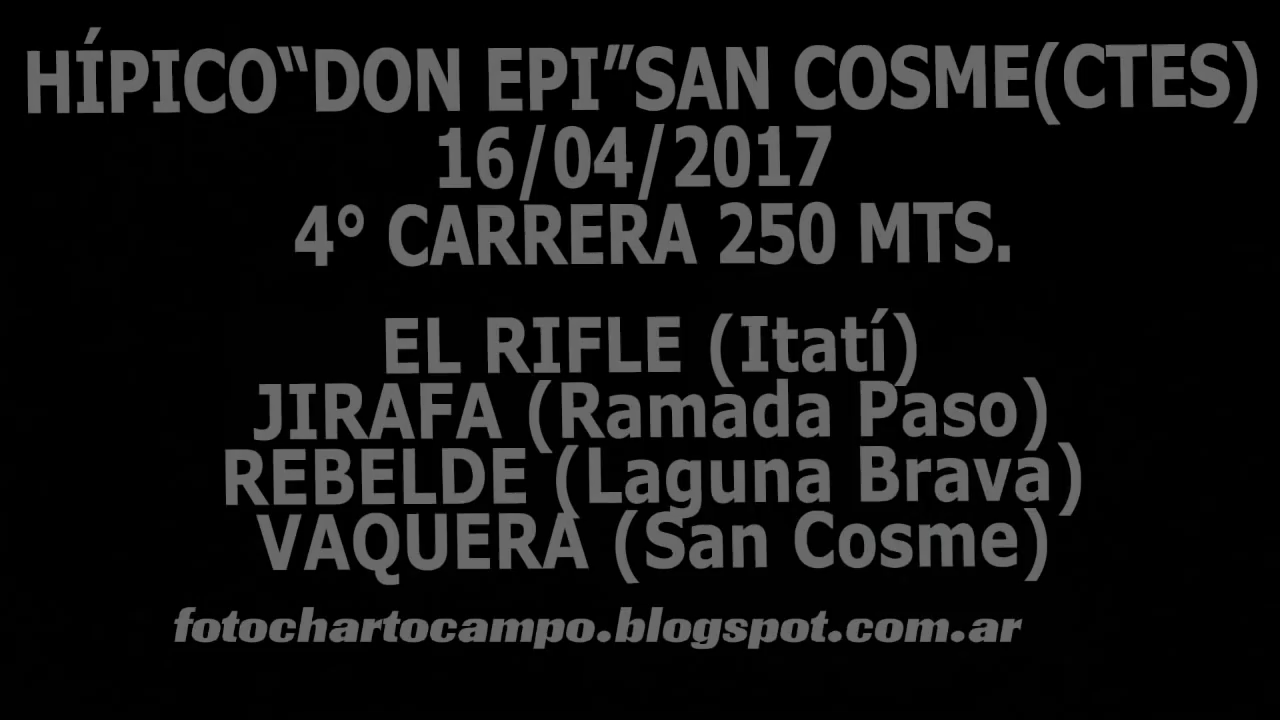 HÍPICO“DON EPI”SAN COSME(CTES)
16/04/2017
4° CARRERA 250 MTS.
EL RIFLE (Itatí)
JIRAFA (Ramada Paso)
REBELDE (Laguna Brava)
VAQUERA (San Cosme)
fotochartocampo.blogspot.com.ar